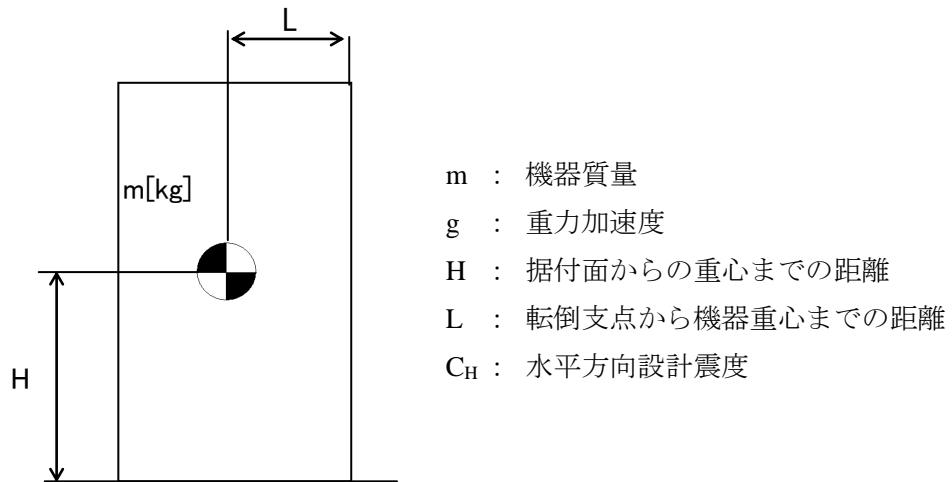 L
m[kg]
H
m : 機器質量
g : 重力加速度
H : 据付面からの重心までの距離
L : 転倒支点から機器重心までの距離
C_H : 水平方向設計震度